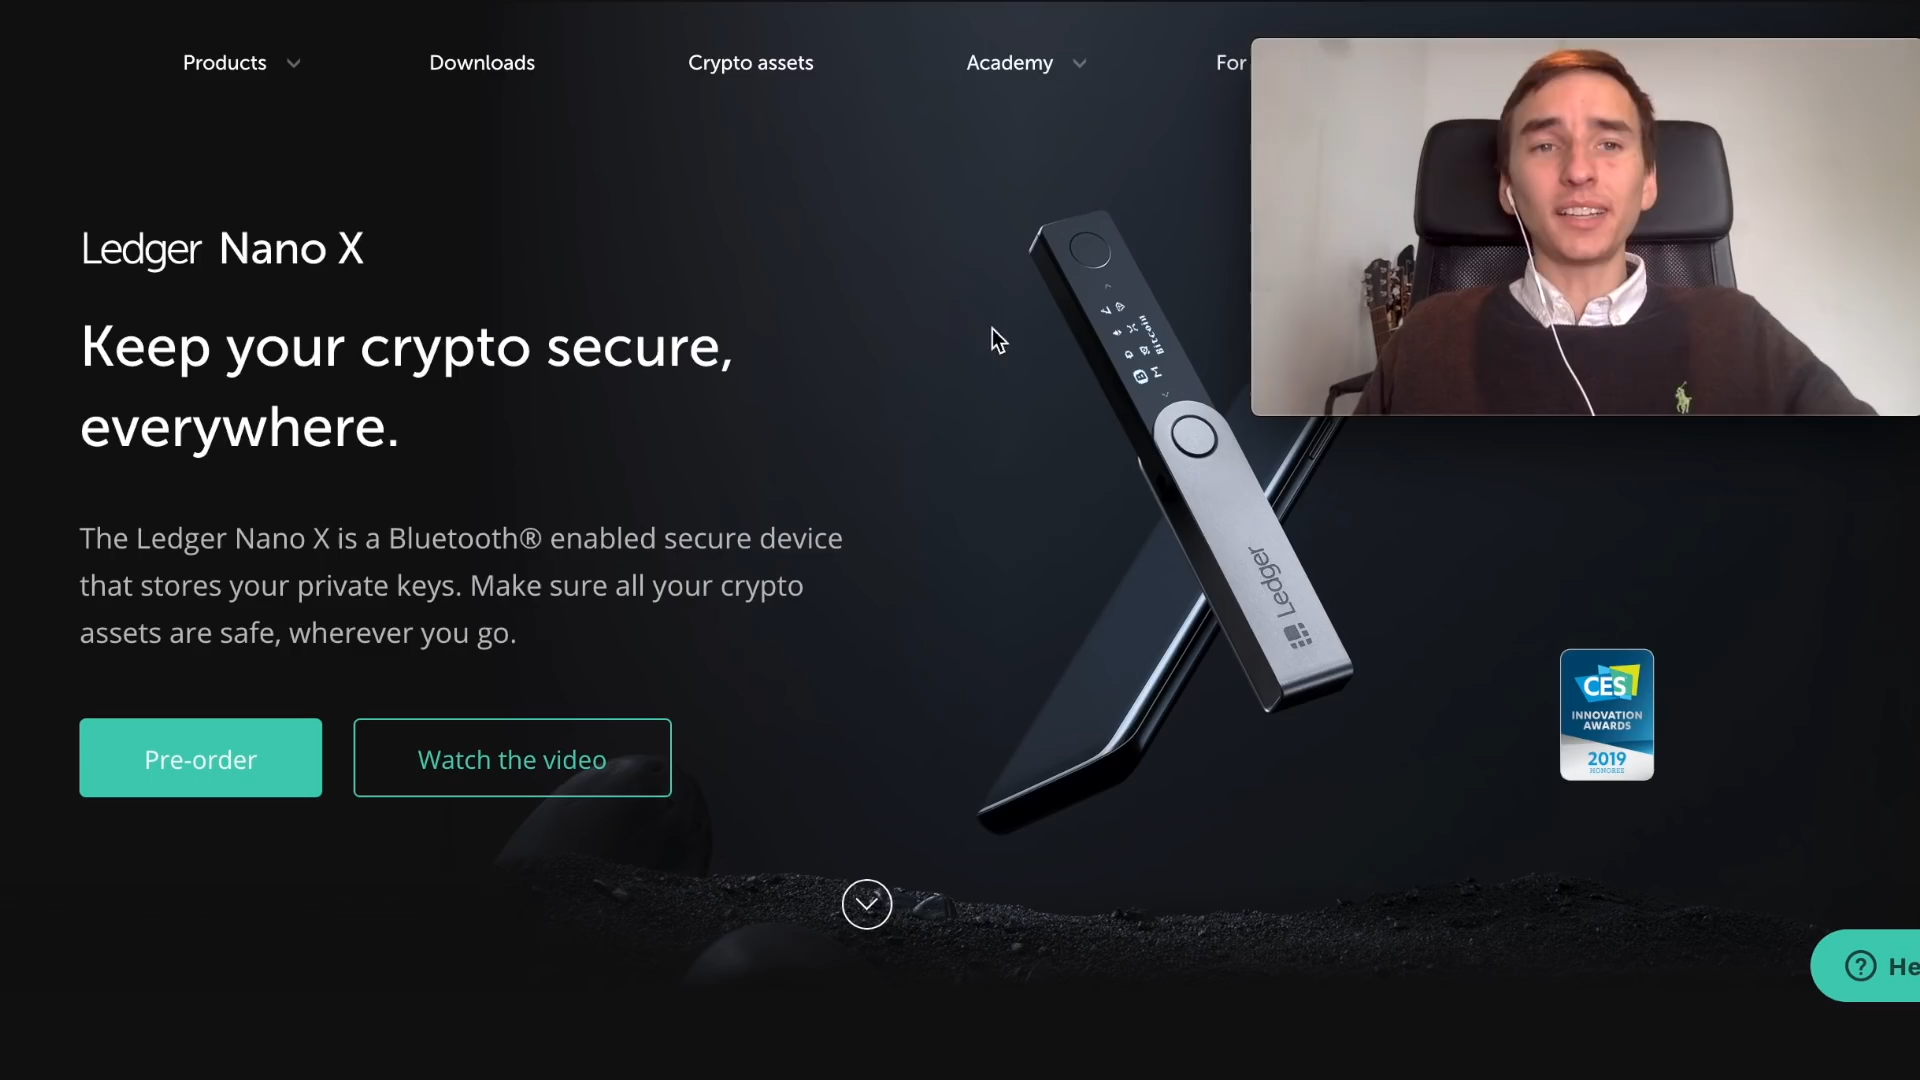 Products
Downloads
Crypto assets
Academy
For
Ledger Nano X
Keep your crypto secure,
everywhere.
The Ledger Nano X is a Bluetooth® enabled secure device
that stores your private keys. Make sure all your crypto
assets are safe, wherever you go.
Pre-order
Watch the video
Bitcoin
Ledger
CES
INNOVATION
AWARDS
2019
HONOREE
He